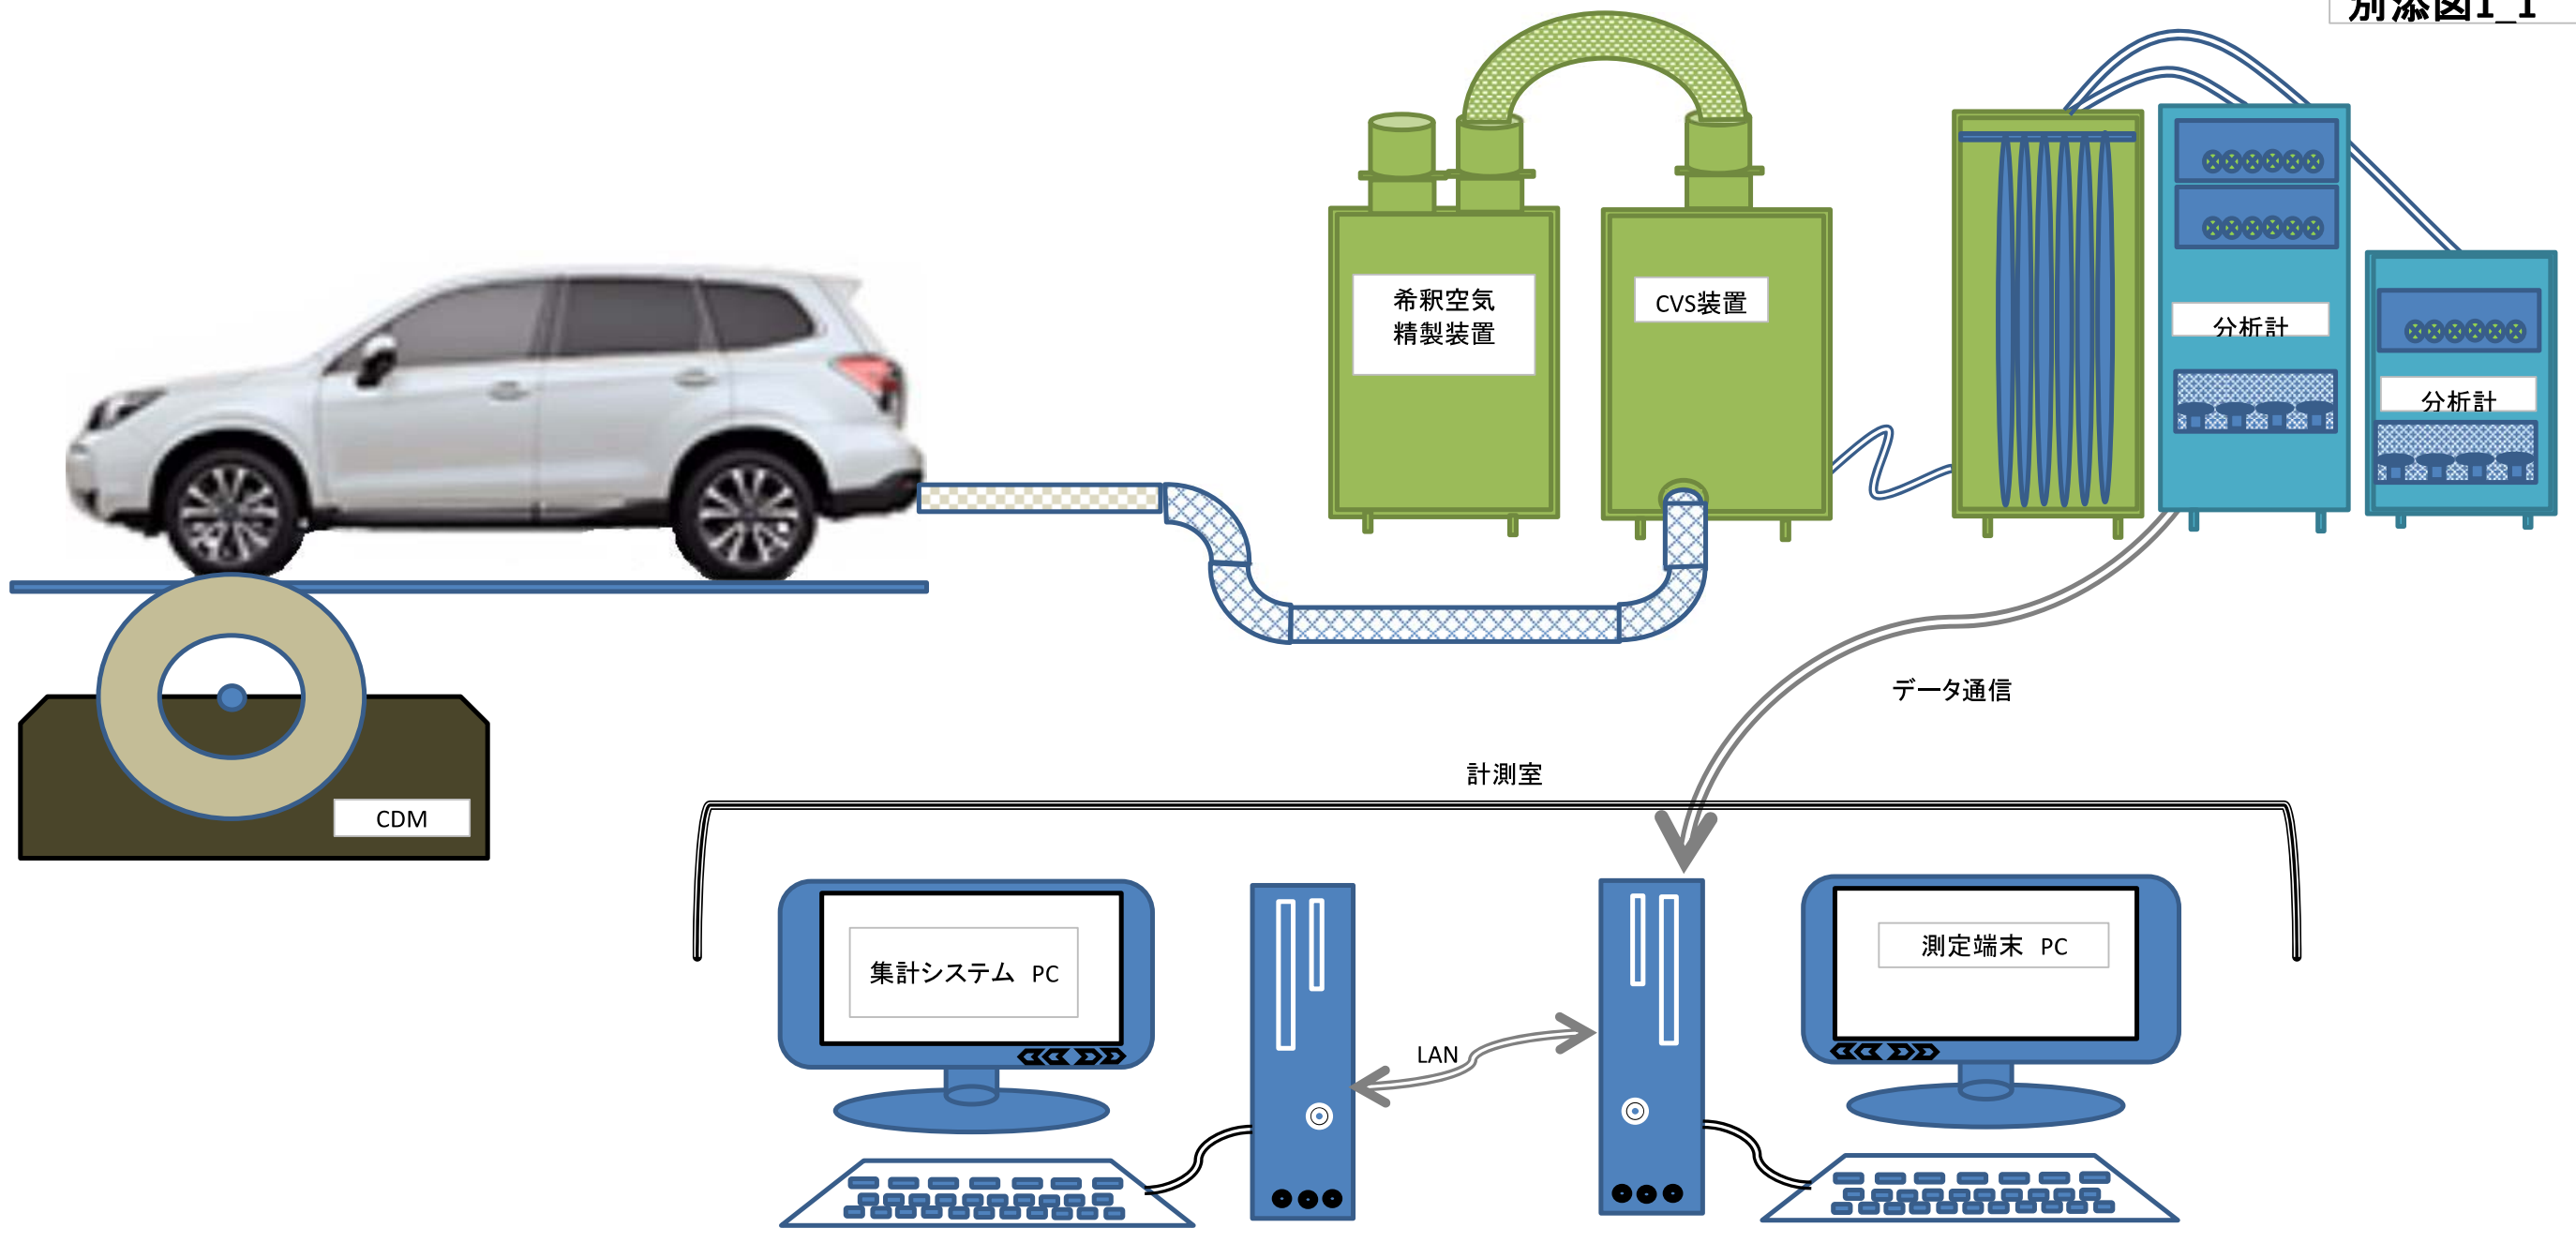 別添図1_1
希釈空気
精製装置
CVS装置
分析計
分析計
データ通信
計測室
CDM
集計システム PC
測定端末 PC
LAN